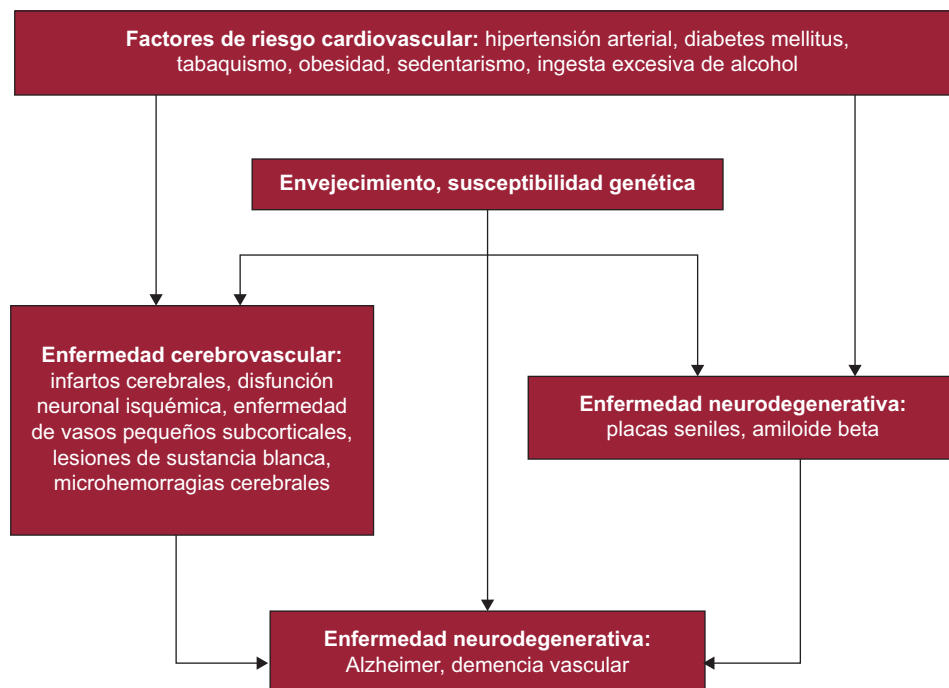 Factores de riesgo cardiovascular: hipertensión arterial, diabetes mellitus,
tabaquismo, obesidad, sedentarismo, ingesta excesiva de alcohol
Envejecimiento, susceptibilidad genética
Enfermedad cerebrovascular:
infartos cerebrales, disfunción
neuronal isquémica, enfermedad
de vasos pequeños subcorticales,
lesiones de sustancia blanca,
microhemorragias cerebrales
Enfermedad neurodegenerativa:
placas seniles, amiloide beta
Enfermedad neurodegenerativa:
Alzheimer, demencia vascular